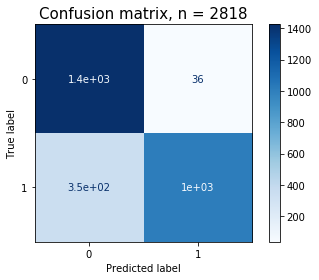 Confusion matrix, n = 2818
1400
0
1.4e+03
36
1200
1000
True label
800
600
1
3.5e+02
1e+03
400
200
0
1
Predicted label